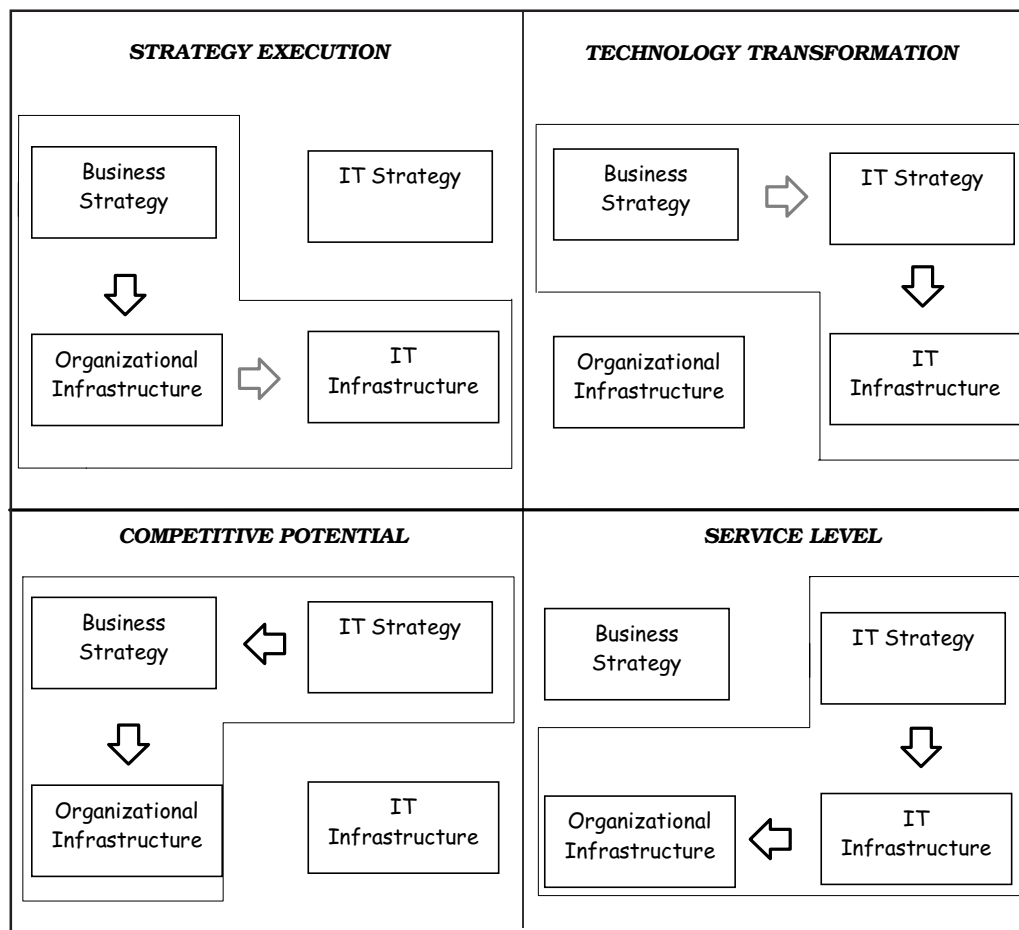 STRATEGY EXECUTION
Business
Strategy
IT Strategy
Organizational
Infrastructure
IT
Infrastructure
TECHNOLOGY TRANSFORMATION
Business
Strategy
IT Strategy
Organizational
Infrastructure
IT
Infrastructure
COMPETITIVE POTENTIAL
Business
Strategy
IT Strategy
Organizational
Infrastructure
IT
Infrastructure
SERVICE LEVEL
Business
Strategy
IT Strategy
Organizational
Infrastructure
IT
Infrastructure